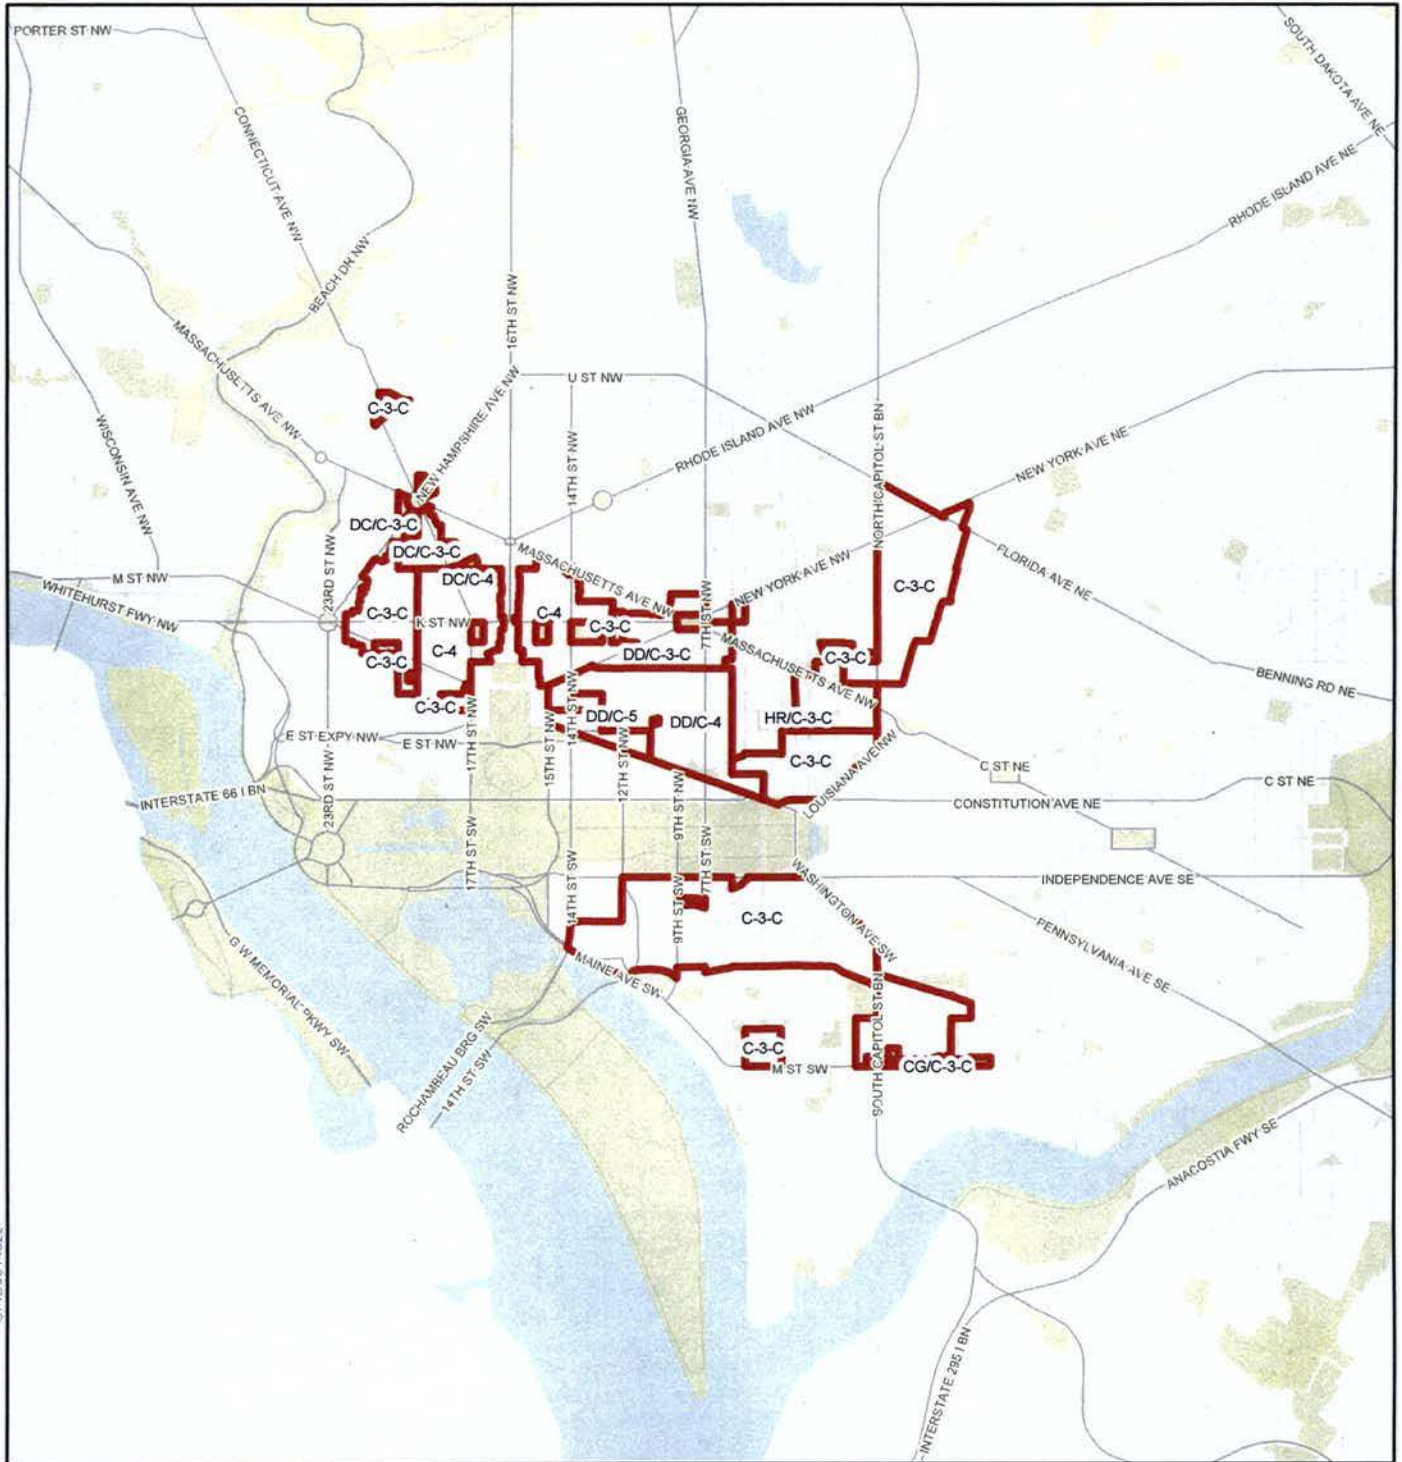 PORTER ST NW
SOUTH DAKOTA AVE NE
CONNECTICUT AVE NW
GEORGIA AVE NW
RHODE ISLAND AVE NE
BEACH DR NW
16TH ST NW
MASSACHUSETTS AVE NW
U ST NW
C-3-C
NEW HAMPSHIRE AVE NW
WISCONSIN AVE NW
RHODE ISLAND AVE NW
14TH ST NW
NORTH CAPITOL ST BN
NEW YORK AVE NE
DC/C-3-C
DC/C-3-C
23RD ST NW
MASSACHUSETTS AVE NW
NEW YORK AVE NW
FLORIDA AVE NE
M ST NW
WHITEHURST FWY NW
DC/C-4
7TH ST NW
C-3-C
C-3-C
K ST NW
C-4
C-3-C
C-4
C-3-C
DD/C-3-C
MASSACHUSETTS AVE NW
C-3-C
BENNING RD NE
C-3-C
14TH ST NW
DD/C-5
DD/C-4
HR/C-3-C
E ST EXPY NW
E ST NW
17TH ST NW
15TH ST NW
12TH ST NW
C-3-C
LOUISIANA AVE NW
C ST NE
C ST NE
INTERSTATE 66 I BN
23RD ST NW
9TH ST NW
CONSTITUTION AVE NE
17TH ST SW
14TH ST SW
9TH ST SW
7TH ST SW
WASHINGTON AVE SW
INDEPENDENCE AVE SE
C-3-C
PENNSYLVANIA AVE SE
G W MEMORIAL PKWY SW
MAINE AVE SW
SOUTH CAPITOL ST BN
ROCHAMBEAU BRG SW
14TH ST SW
C-3-C
M ST SW
CG/C-3-C
ANACOSTIA FWY SE
INTERSTATE 295 I BN